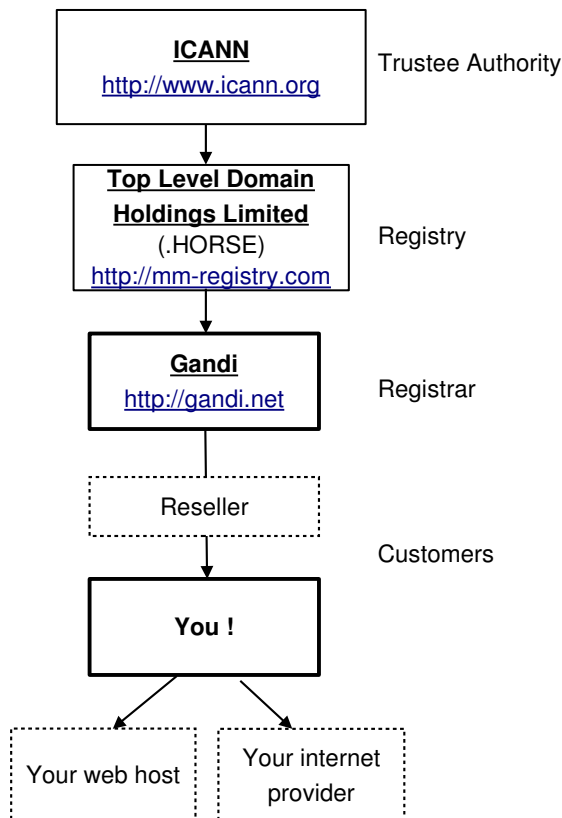 ICANN
http://www.icann.org
Trustee Authority
Top Level Domain
Holdings Limited
(.HORSE)
http://mm-registry.com
Registry
Gandi
http://gandi.net
Registrar
Reseller
Customers
You !
Your web host
Your internet
provider